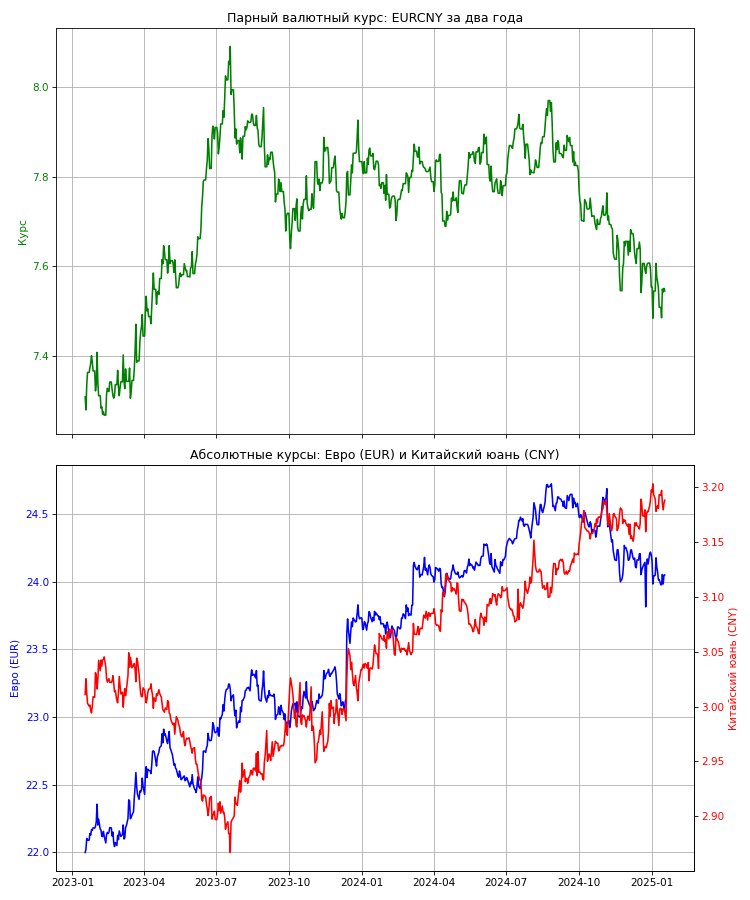 Парный валютный курс: EURCNY за два года
8.0
7.8
7.6
7.4
Курс
Абсолютные курсы: Евро (EUR) и Китайский юань (CNY)
24.5
24.0
23.5
23.0
22.5
22.0
Евро (EUR)
3.20
3.15
3.10
3.05
3.00
2.95
2.90
Китайский юань (CNY)
2023-01 2023-04 2023-07 2023-10 2024-01 2024-04 2024-07 2024-10 2025-01